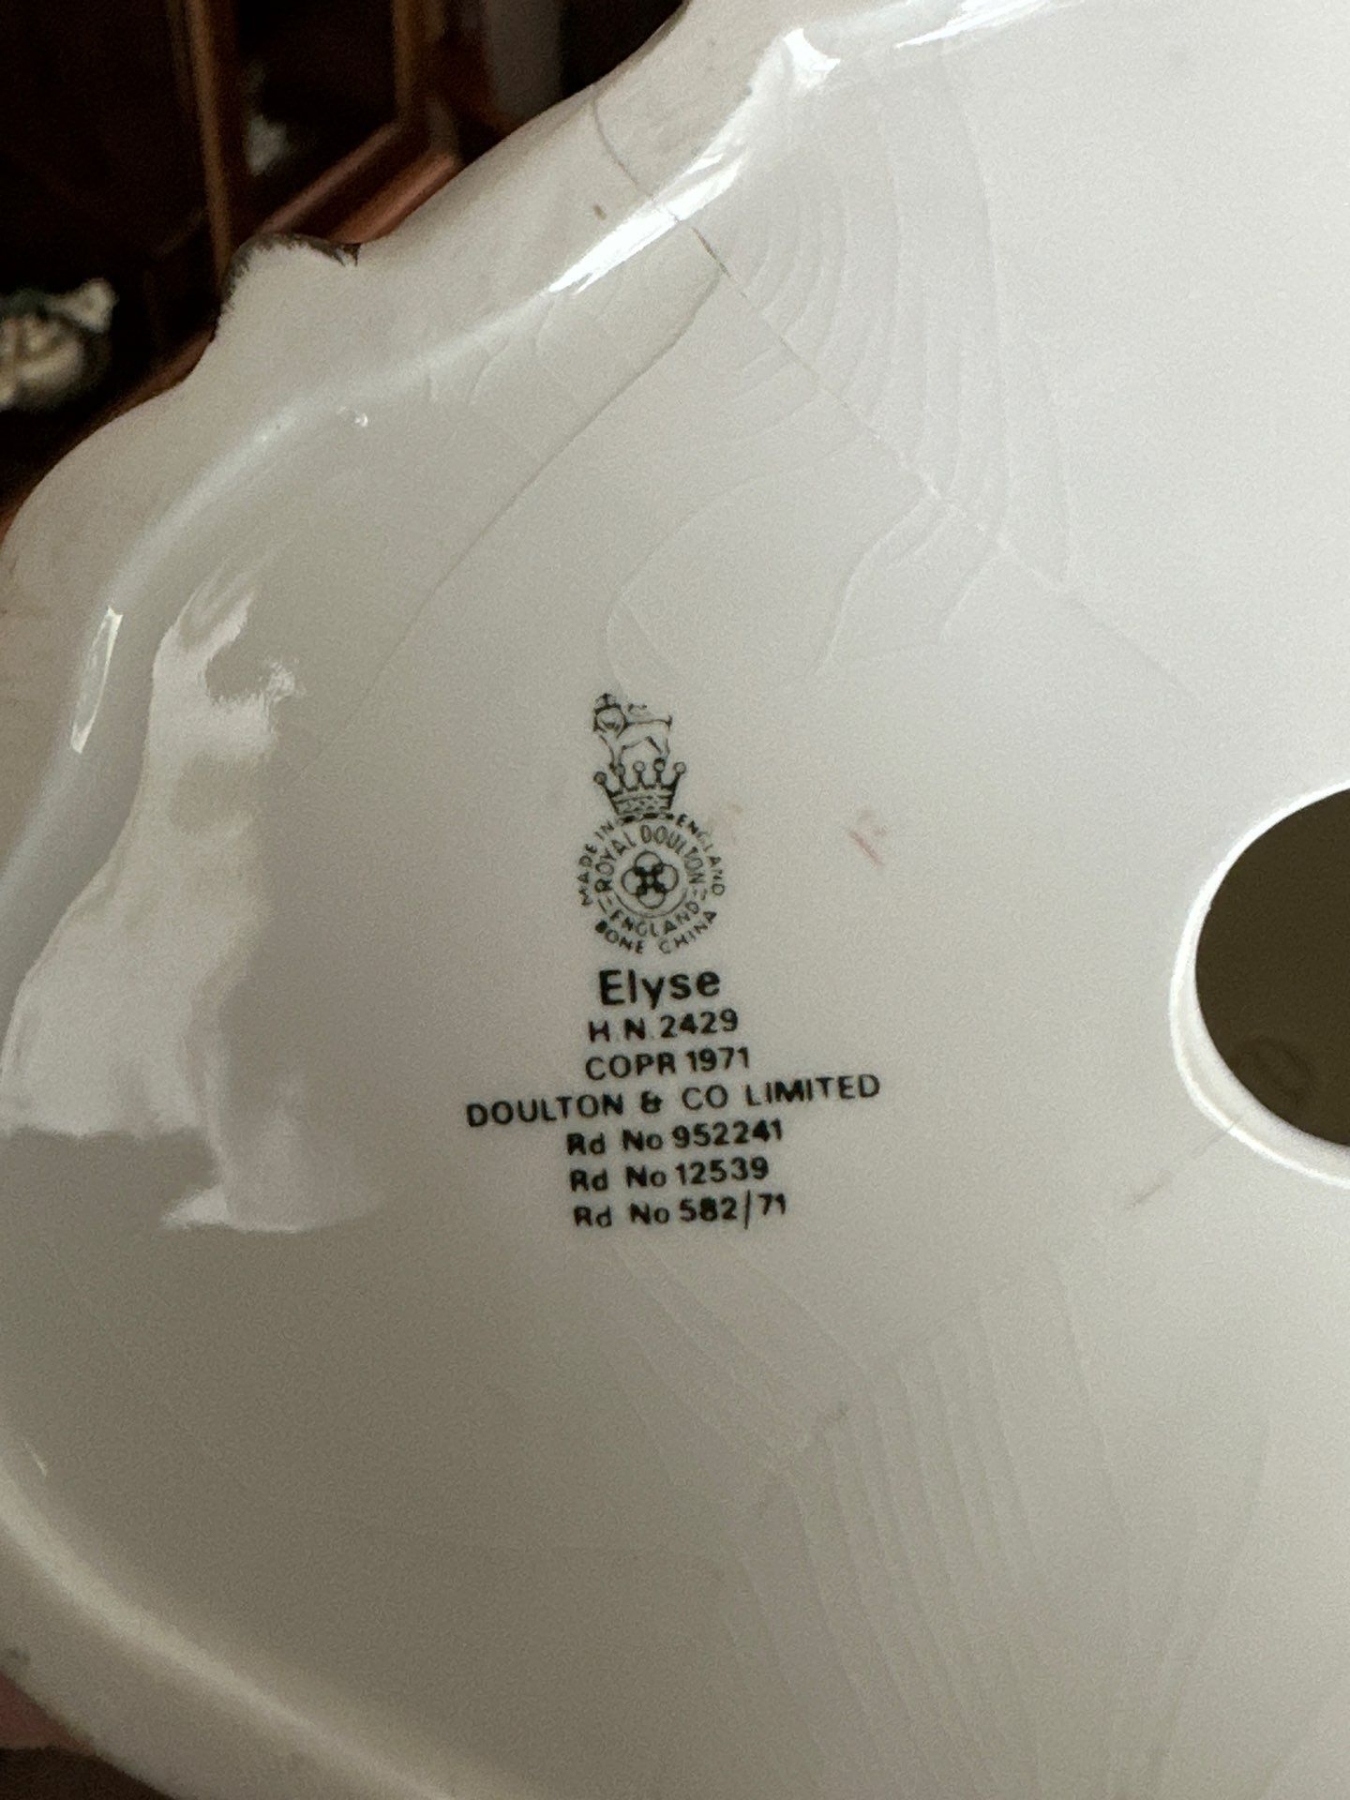 MADE IN ENGLAND
ROYAL DOULTON
ENGLAND
BONE CHINA
Elyse
H.N.2429
COPR 1971
DOULTON & CO LIMITED
Rd No 952241
Rd No 12539
Rd No 582/71